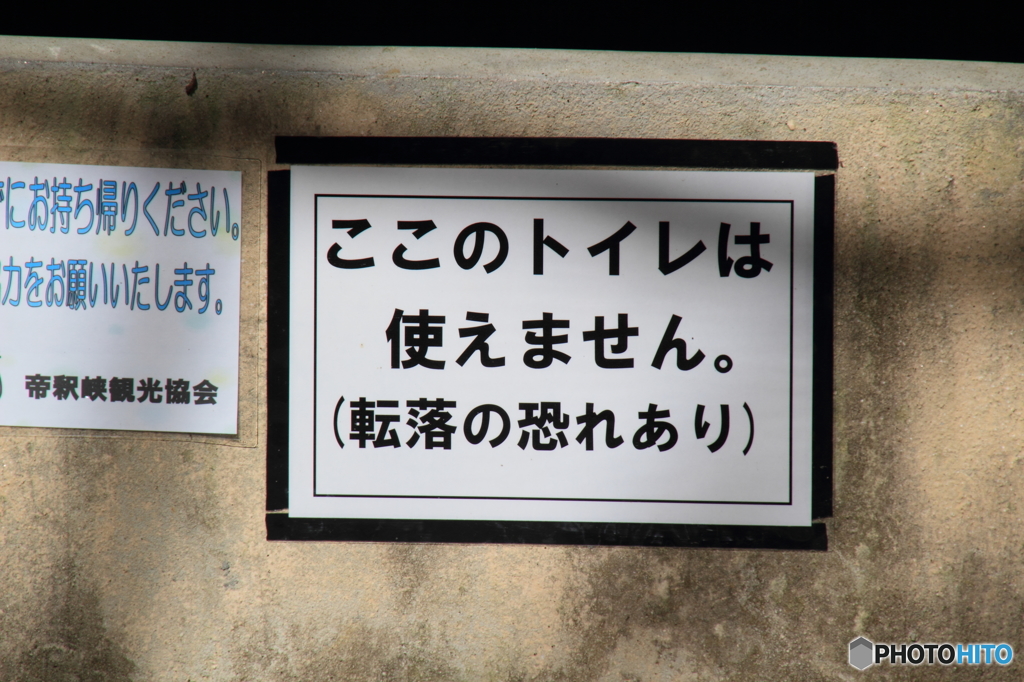 にお持ち帰りください。
力をお願いいたします。
帝釈峡観光協会
ここのトイレは
使えません。
(転落の恐れあり)
PHOTOHITO